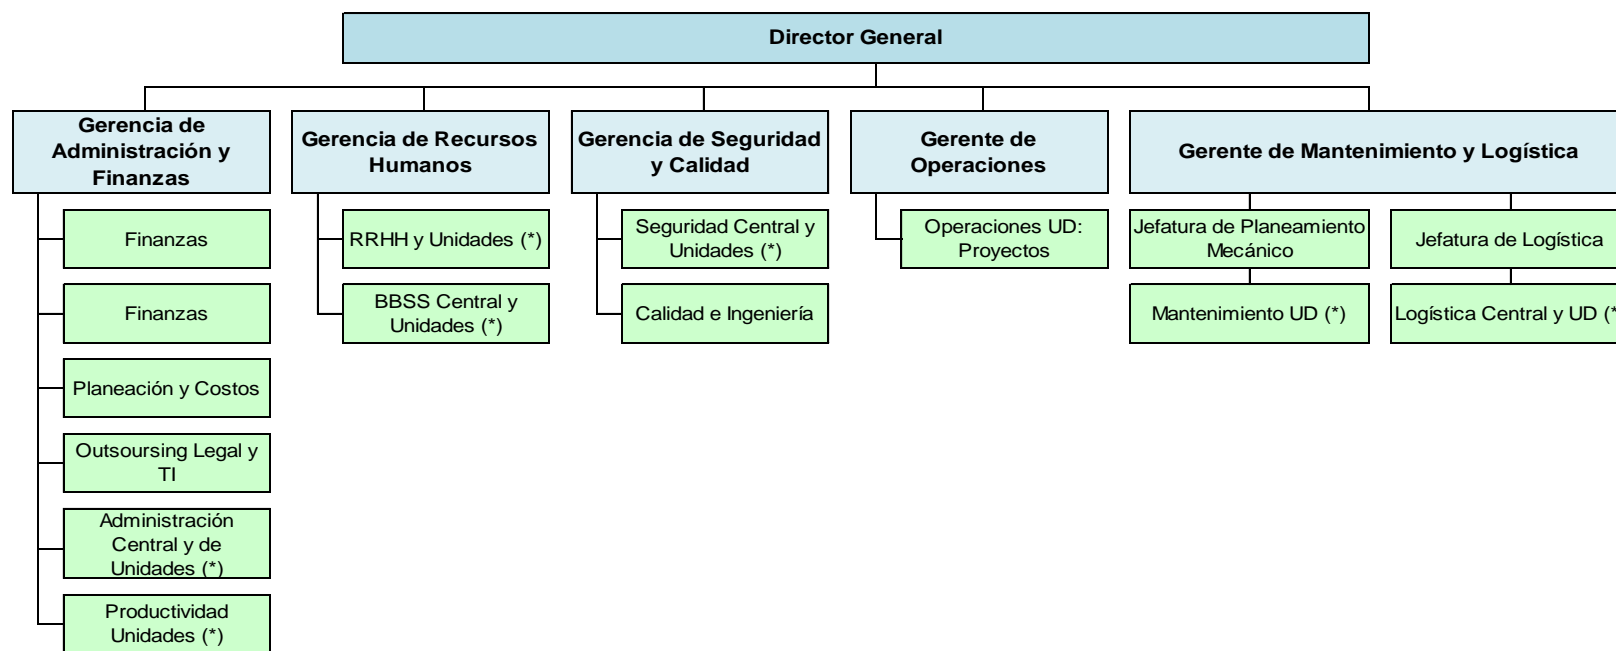 Director General
Gerencia de
Administración y
Finanzas
Gerencia de Recursos
Humanos
Gerencia de Seguridad
y Calidad
Gerente de
Operaciones
Gerente de Mantenimiento y Logística
Finanzas
RRHH y Unidades (*)
Seguridad Central y
Unidades (*)
Operaciones UD:
Proyectos
Jefatura de Planeamiento
Mecánico
Jefatura de Logística
Finanzas
BBSS Central y
Unidades (*)
Calidad e Ingeniería
Mantenimiento UD (*)
Logística Central y UD (*
Planeación y Costos
Outsoursing Legal y
TI
Administración
Central y de
Unidades (*)
Productividad
Unidades (*)